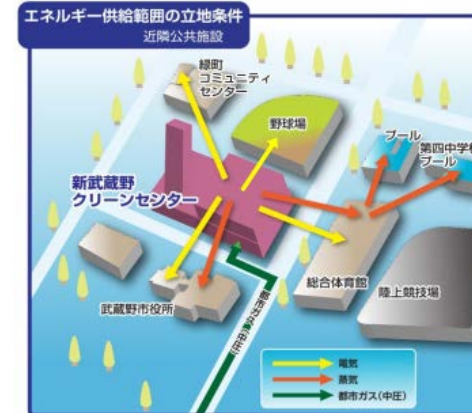 エネルギー供給範囲の立地条件
近隣公共施設
緑町
コミュニティ
センター
野球場
プール
第四中学校
プール
新武蔵野
クリーンセンター
総合体育館
陸上競技場
武蔵野市役所
都市ガス(中圧)
電気
蒸気
都市ガス(中圧)